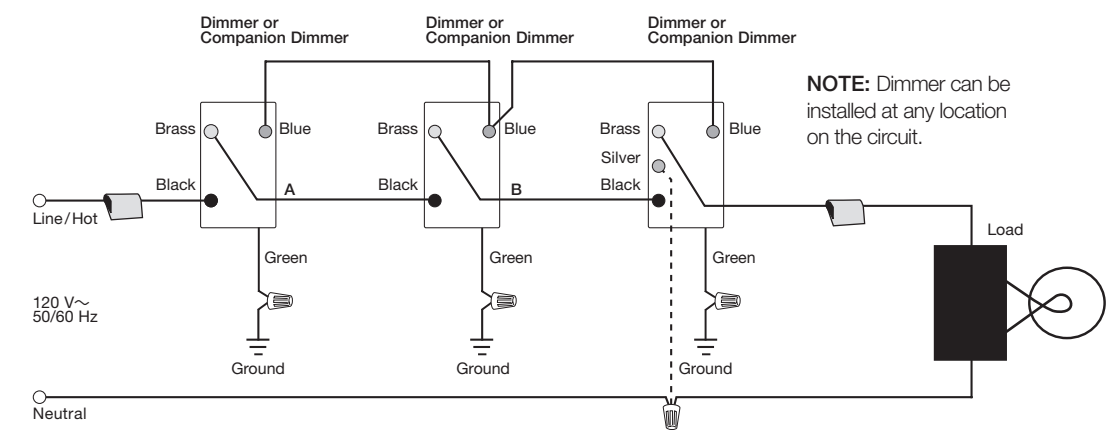 Dimmer or
Companion Dimmer
Dimmer or
Companion Dimmer
Dimmer or
Companion Dimmer
NOTE: Dimmer can be
installed at any location
on the circuit.
Brass
Blue
Brass
Blue
Brass
Blue
Silver
Black
A
Black
B
Black
Line/Hot
Load
Green
Green
Green
120 V~
50/60 Hz
Ground
Ground
Ground
Neutral